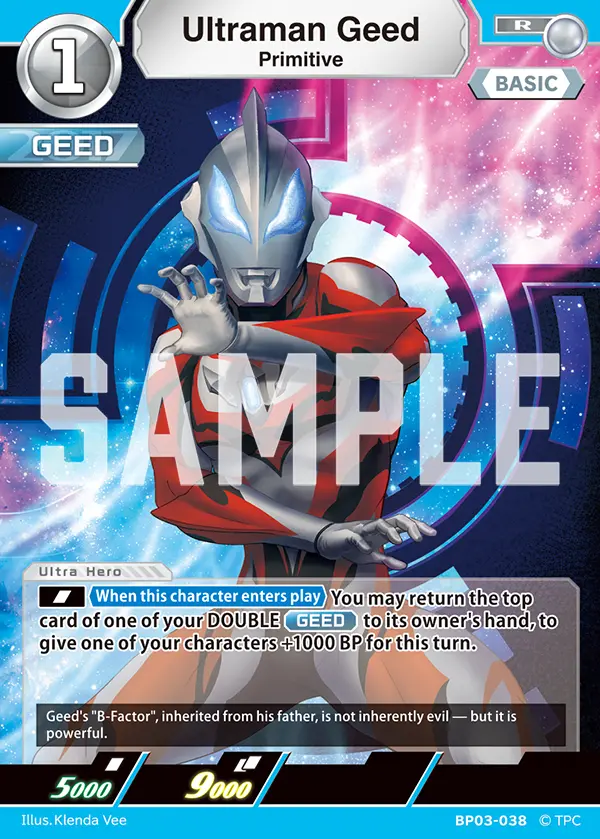 1
Ultraman Geed
Primitive
R
BASIC
GEED
SAMPLE
Ultra Hero
When this character enters play You may return the top
card of one of your DOUBLE GEED to its owner's hand, to
give one of your characters +1000 BP for this turn.
Geed's "B-Factor", inherited from his father, is not inherently evil — but it is
powerful.
5000 9000
Illus.Klenda Vee BP03-038 © TPC